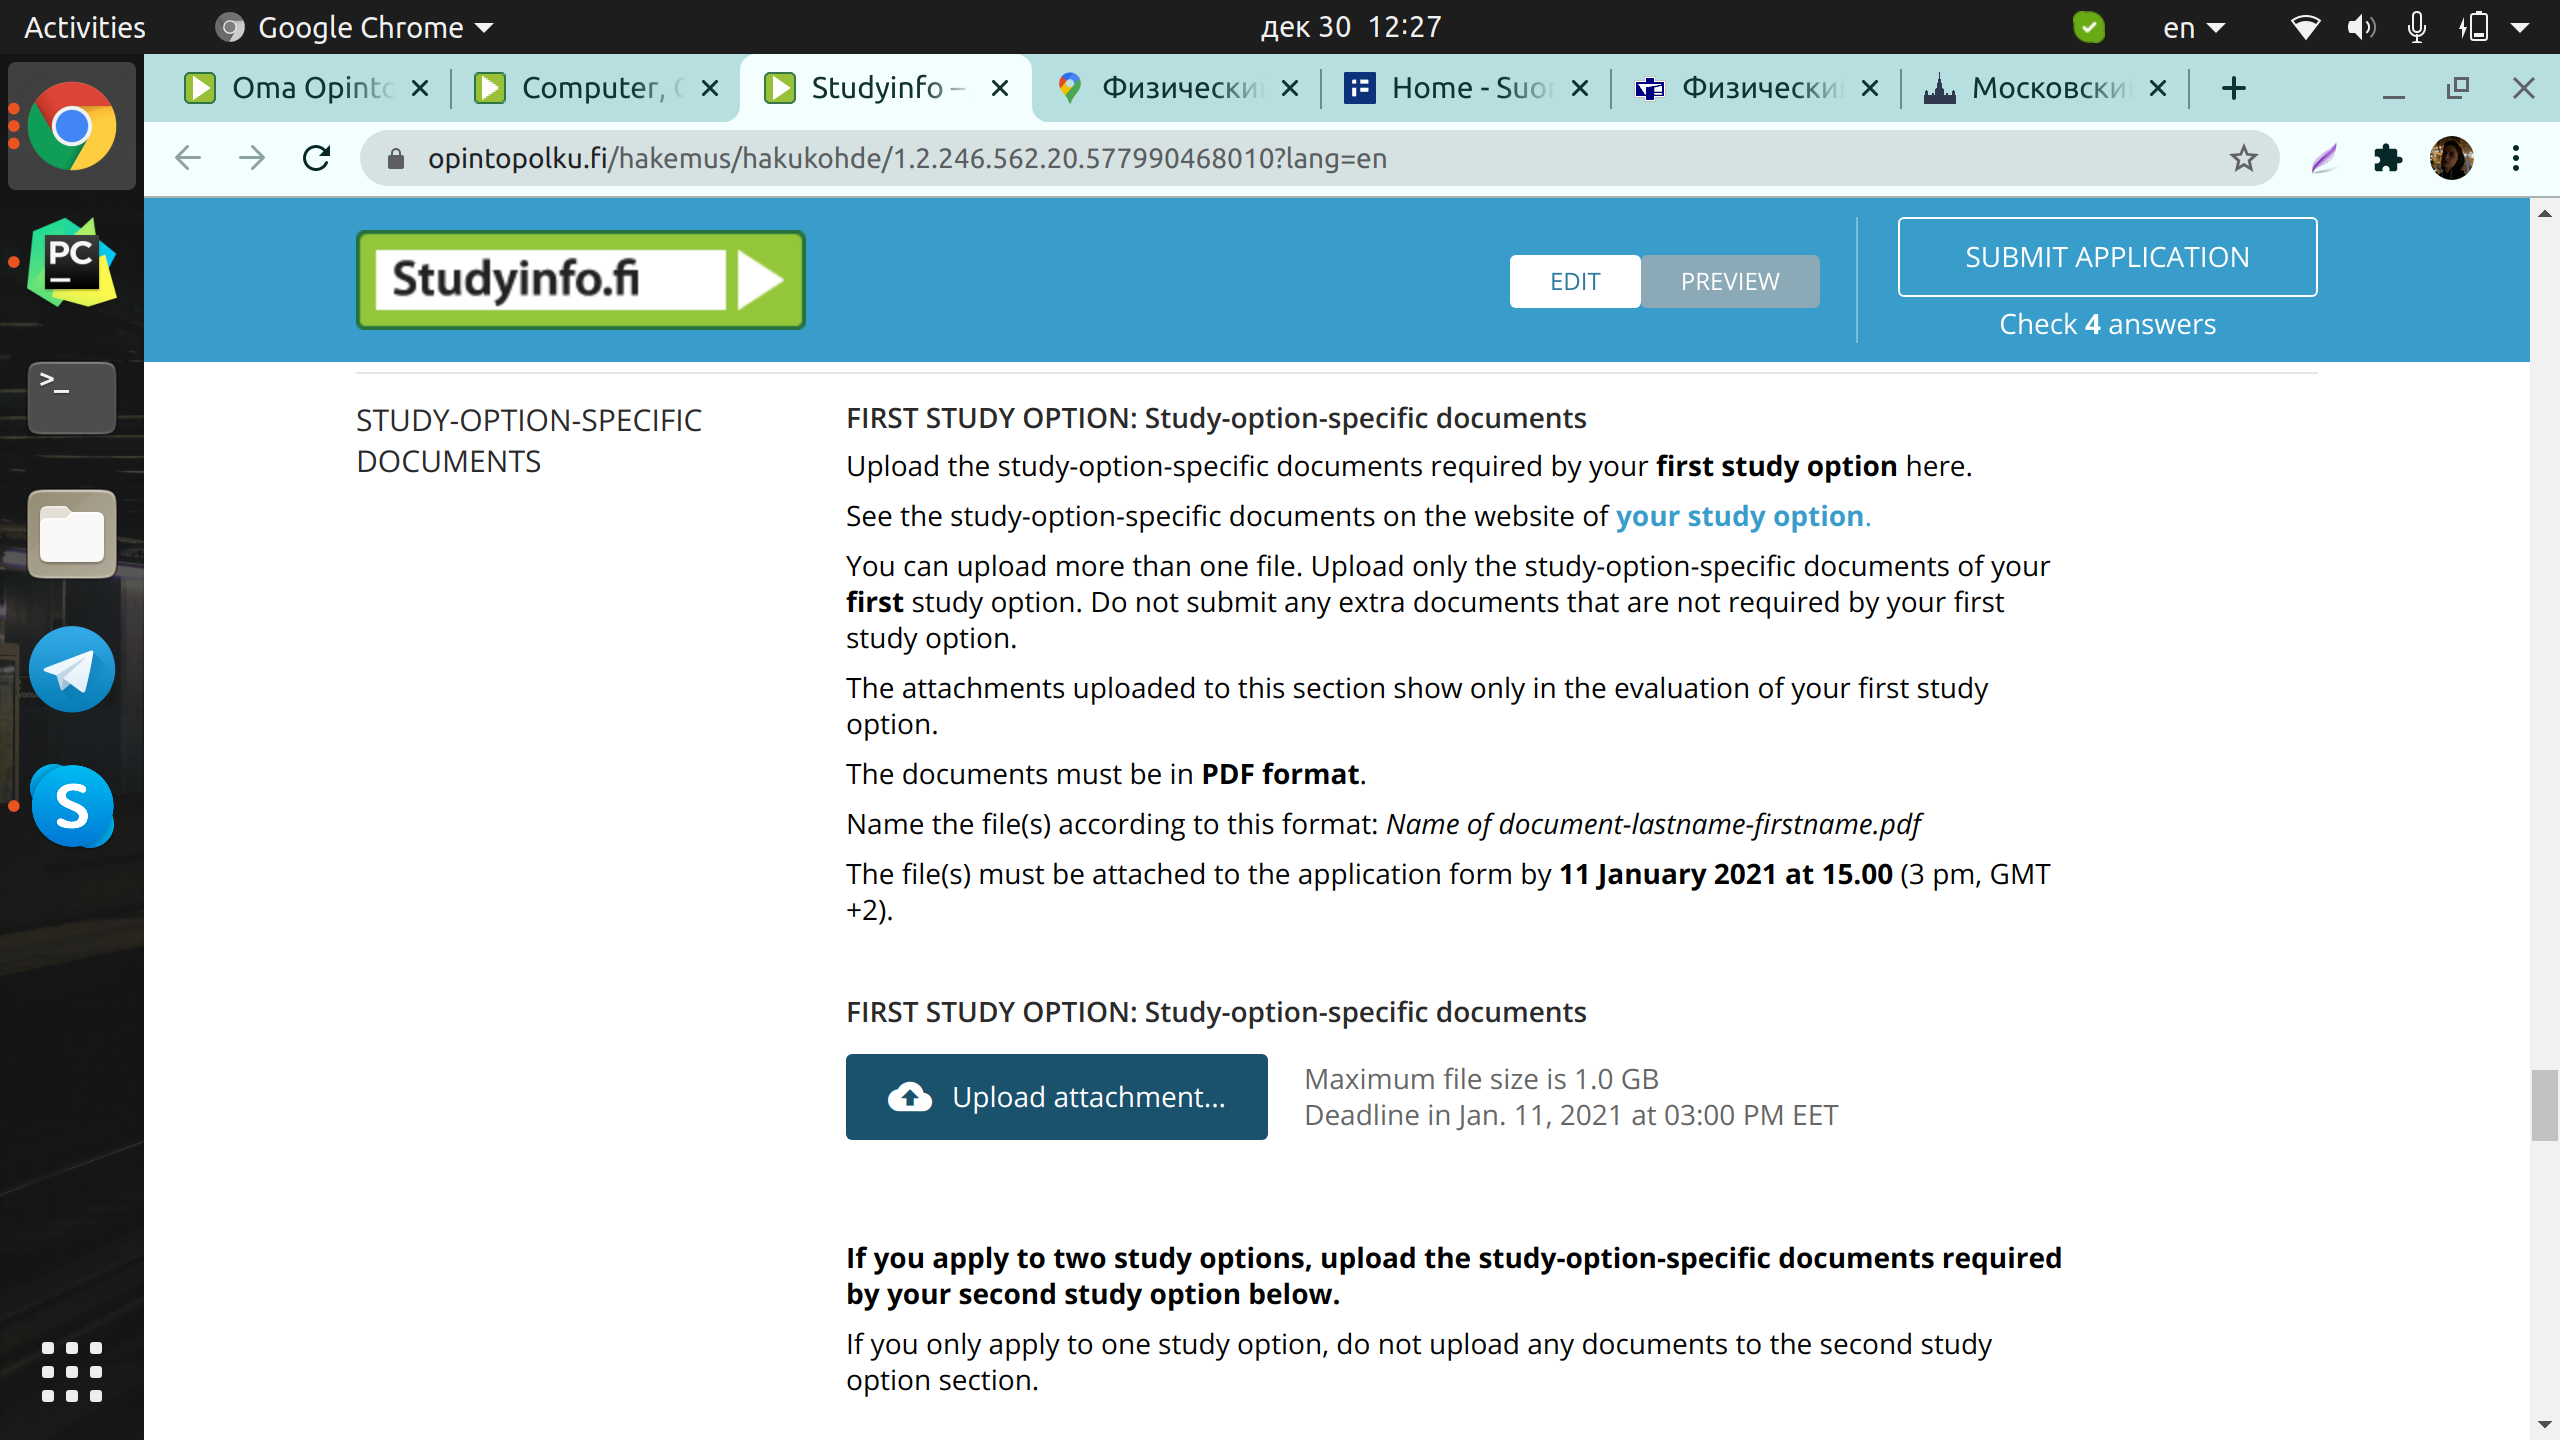 Activities
Google Chrome
дек 30 12:27
en
Oma Opinto
Computer,
Studyinfo –
Физически
Home - Suo
Физически
Московски
opintopolku.fi/hakemus/hakukohde/1.2.246.562.20.577990468010?lang=en
PC
Studyinfo.fi
EDIT
PREVIEW
SUBMIT APPLICATION
Check 4 answers
STUDY-OPTION-SPECIFIC
DOCUMENTS
FIRST STUDY OPTION: Study-option-specific documents
Upload the study-option-specific documents required by your first study option here.
See the study-option-specific documents on the website of your study option.
You can upload more than one file. Upload only the study-option-specific documents of your
first study option. Do not submit any extra documents that are not required by your first
study option.
The attachments uploaded to this section show only in the evaluation of your first study
option.
The documents must be in PDF format.
Name the file(s) according to this format: Name of document-lastname-firstname.pdf
The file(s) must be attached to the application form by 11 January 2021 at 15.00 (3 pm, GMT
+2).
FIRST STUDY OPTION: Study-option-specific documents
Upload attachment...
Maximum file size is 1.0 GB
Deadline in Jan. 11, 2021 at 03:00 PM EET
If you apply to two study options, upload the study-option-specific documents required
by your second study option below.
If you only apply to one study option, do not upload any documents to the second study
option section.